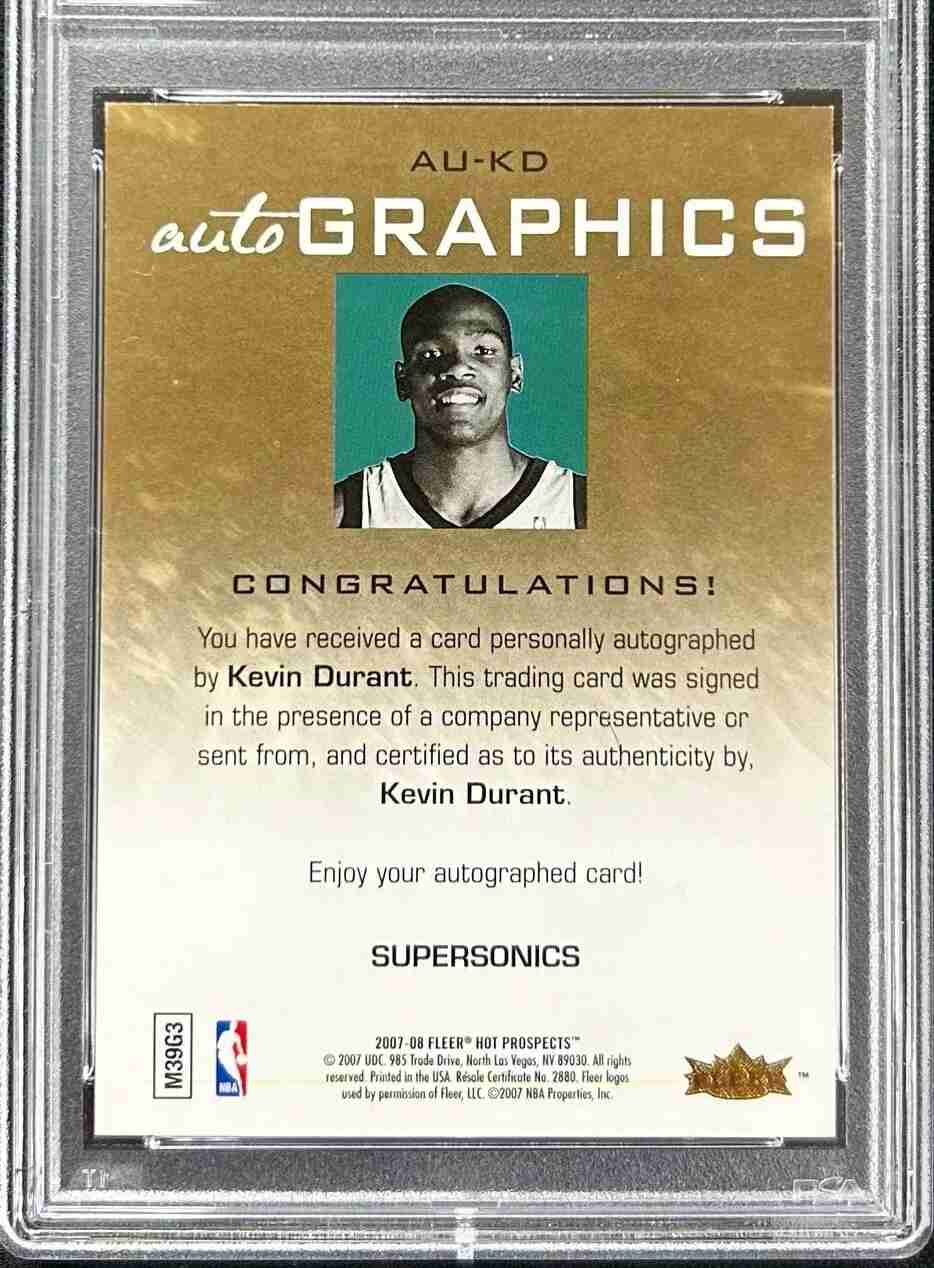 AU-KD
autoGRAPHICS
CONGRATULATIONS!
You have received a card personally autographed
by Kevin Durant. This trading card was signed
in the presence of a company representative or
sent from, and certified as to its authenticity by,
Kevin Durant.
Enjoy your autographed card!
SUPERSONICS
M39G3
NBA
2007-08 FLEER® HOT PROSPECTS™
© 2007 UDC. 985 Trade Drive, North Las Vegas, NV 89030. All rights
reserved. Printed in the USA. Resale Certificate No. 2880. Fleer logos
used by permission of Fleer, LLC. ©2007 NBA Properties, Inc.
FLEER ™
PSA